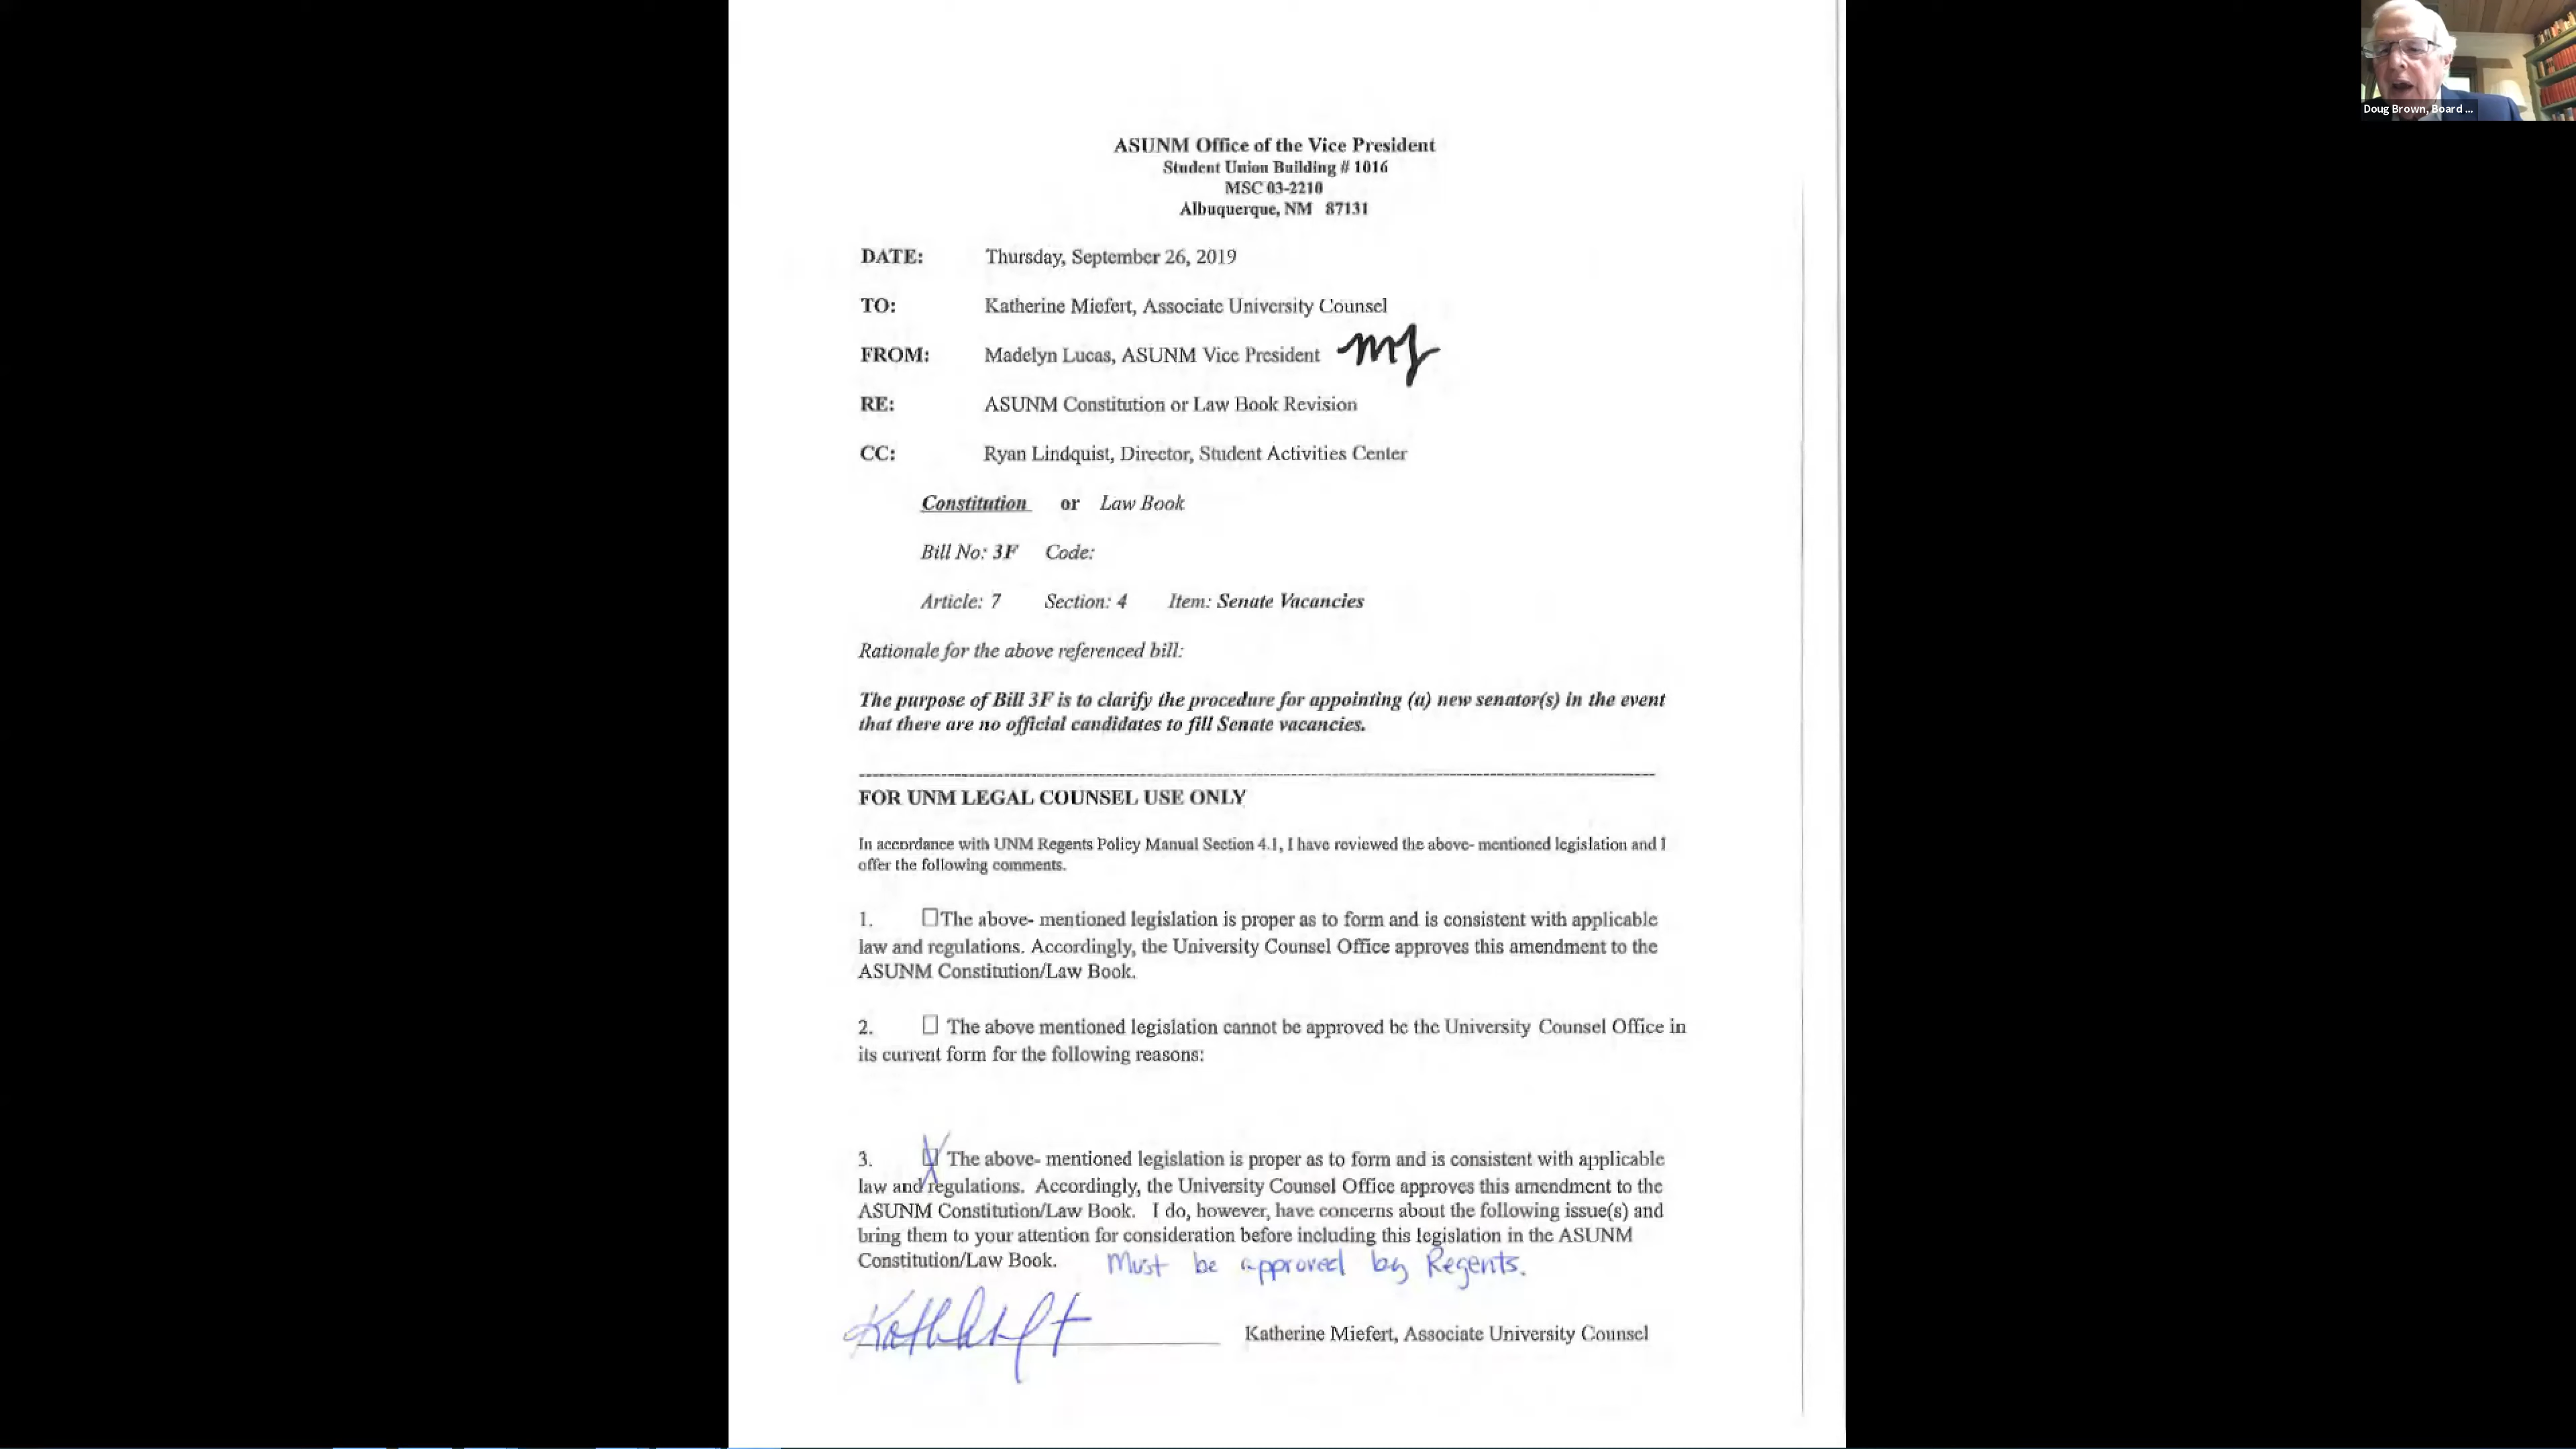 ASUNM Office of the Vice President
Student Union Building # 1016
MSC 03-2210
Albuquerque, NM 87131
DATE: Thursday, September 26, 2019
TO: Katherine Miefert, Associate University Counsel
FROM: Madelyn Lucas, ASUNM Vice President
RE: ASUNM Constitution or Law Book Revision
CC: Ryan Lindquist, Director, Student Activities Center
Constitution or Law Book
Bill No: 3F Code:
Article: 7 Section: 4 Item: Senate Vacancies
Rationale for the above referenced bill:
The purpose of Bill 3F is to clarify the procedure for appointing (a) new senator(s) in the event
that there are no official candidates to fill Senate vacancies.
FOR UNM LEGAL COUNSEL USE ONLY
In accordance with UNM Regents Policy Manual Section 4.1, I have reviewed the above- mentioned legislation and I
offer the following comments.
1. ☐The above- mentioned legislation is proper as to form and is consistent with applicable
law and regulations. Accordingly, the University Counsel Office approves this amendment to the
ASUNM Constitution/Law Book.
2. ☐ The above mentioned legislation cannot be approved be the University Counsel Office in
its current form for the following reasons:
3. ☒ The above- mentioned legislation is proper as to form and is consistent with applicable
law and regulations. Accordingly, the University Counsel Office approves this amendment to the
ASUNM Constitution/Law Book. I do, however, have concerns about the following issue(s) and
bring them to your attention for consideration before including this legislation in the ASUNM
Constitution/Law Book. Must be approved by Regents.
Katherine Miefert, Associate University Counsel
Doug Brown, Board ...